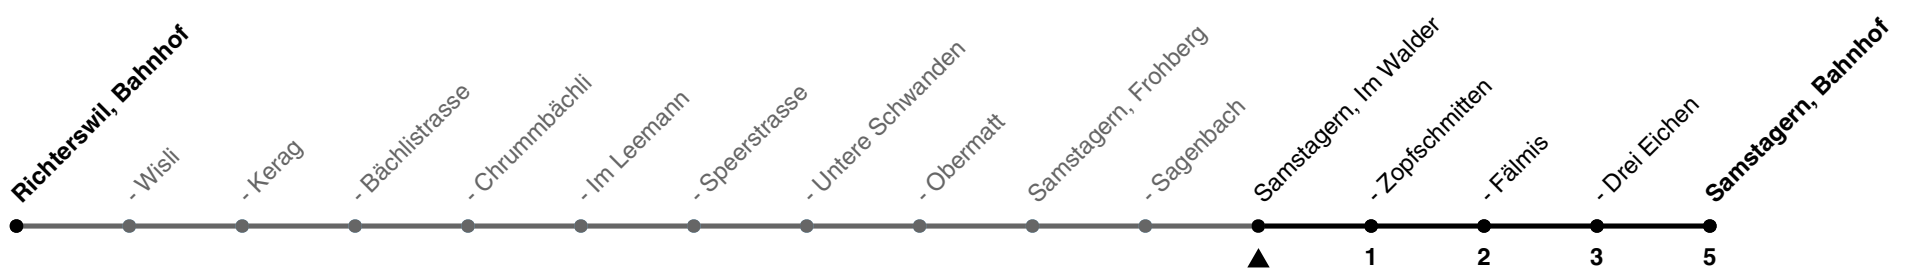 Richterswil, Bahnhof
- Wisli
- Kerag
- Bächlistrasse
- Chrummbächli
- Im Leemann
- Speerstrasse
- Untere Schwanden
- Obermatt
Samstagern, Frohberg
- Sagenbach
Samstagern, Im Walder
- Zopfschmitten
- Fälmis
- Drei Eichen
Samstagern, Bahnhof
1
2
3
5